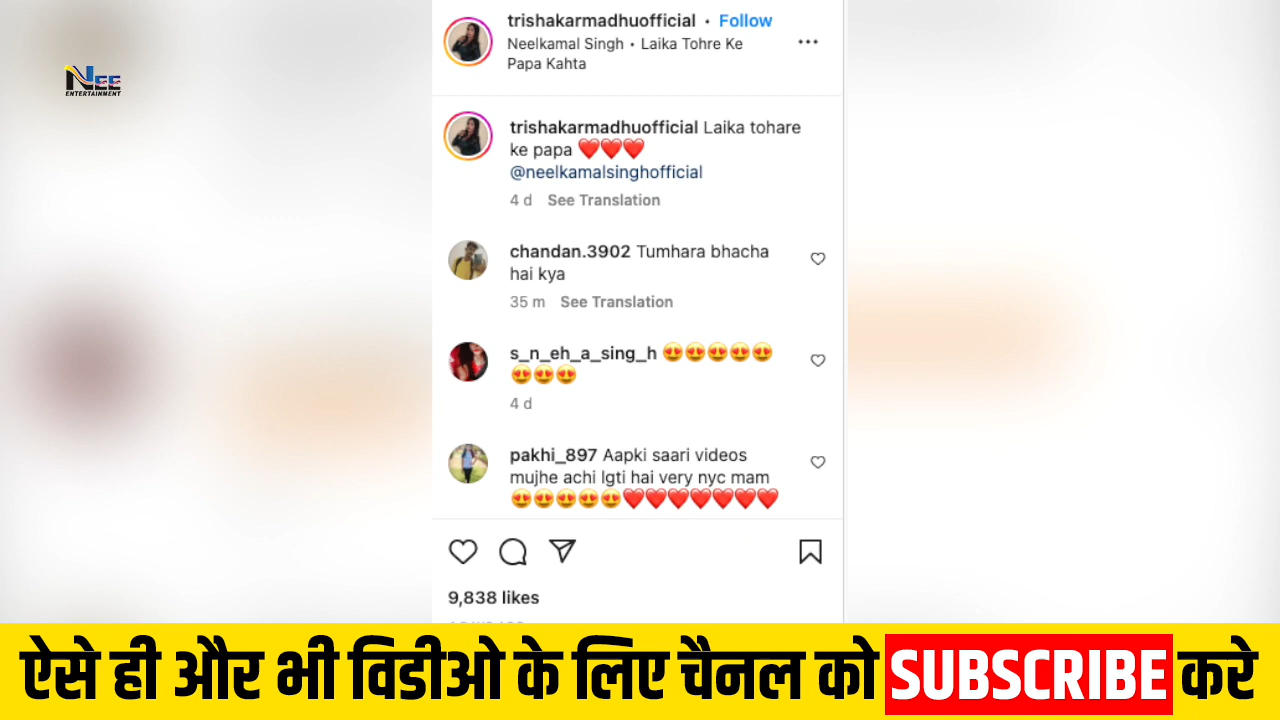 trishakarmadhuofficial • Follow
Neelkamal Singh • Laika Tohre Ke
Papa Kahta
NEE
ENTERTAINMENT
trishakarmadhuofficial Laika tohare
ke papa ❤️❤️❤️
@neelkamalsinghofficial
4 d See Translation
chandan.3902 Tumhara bhacha
hai kya
35 m See Translation
s_n_eh_a_sing_h 😍😍😍😍😍
😍😍😍
4 d
pakhi_897 Aapki saari videos
mujhe achi lgti hai very nyc mam
😍😍😍😍😍❤️❤️❤️❤️❤️❤️❤️
9,838 likes
ऐसे ही और भी विडीओ के लिए चैनल को SUBSCRIBE करे